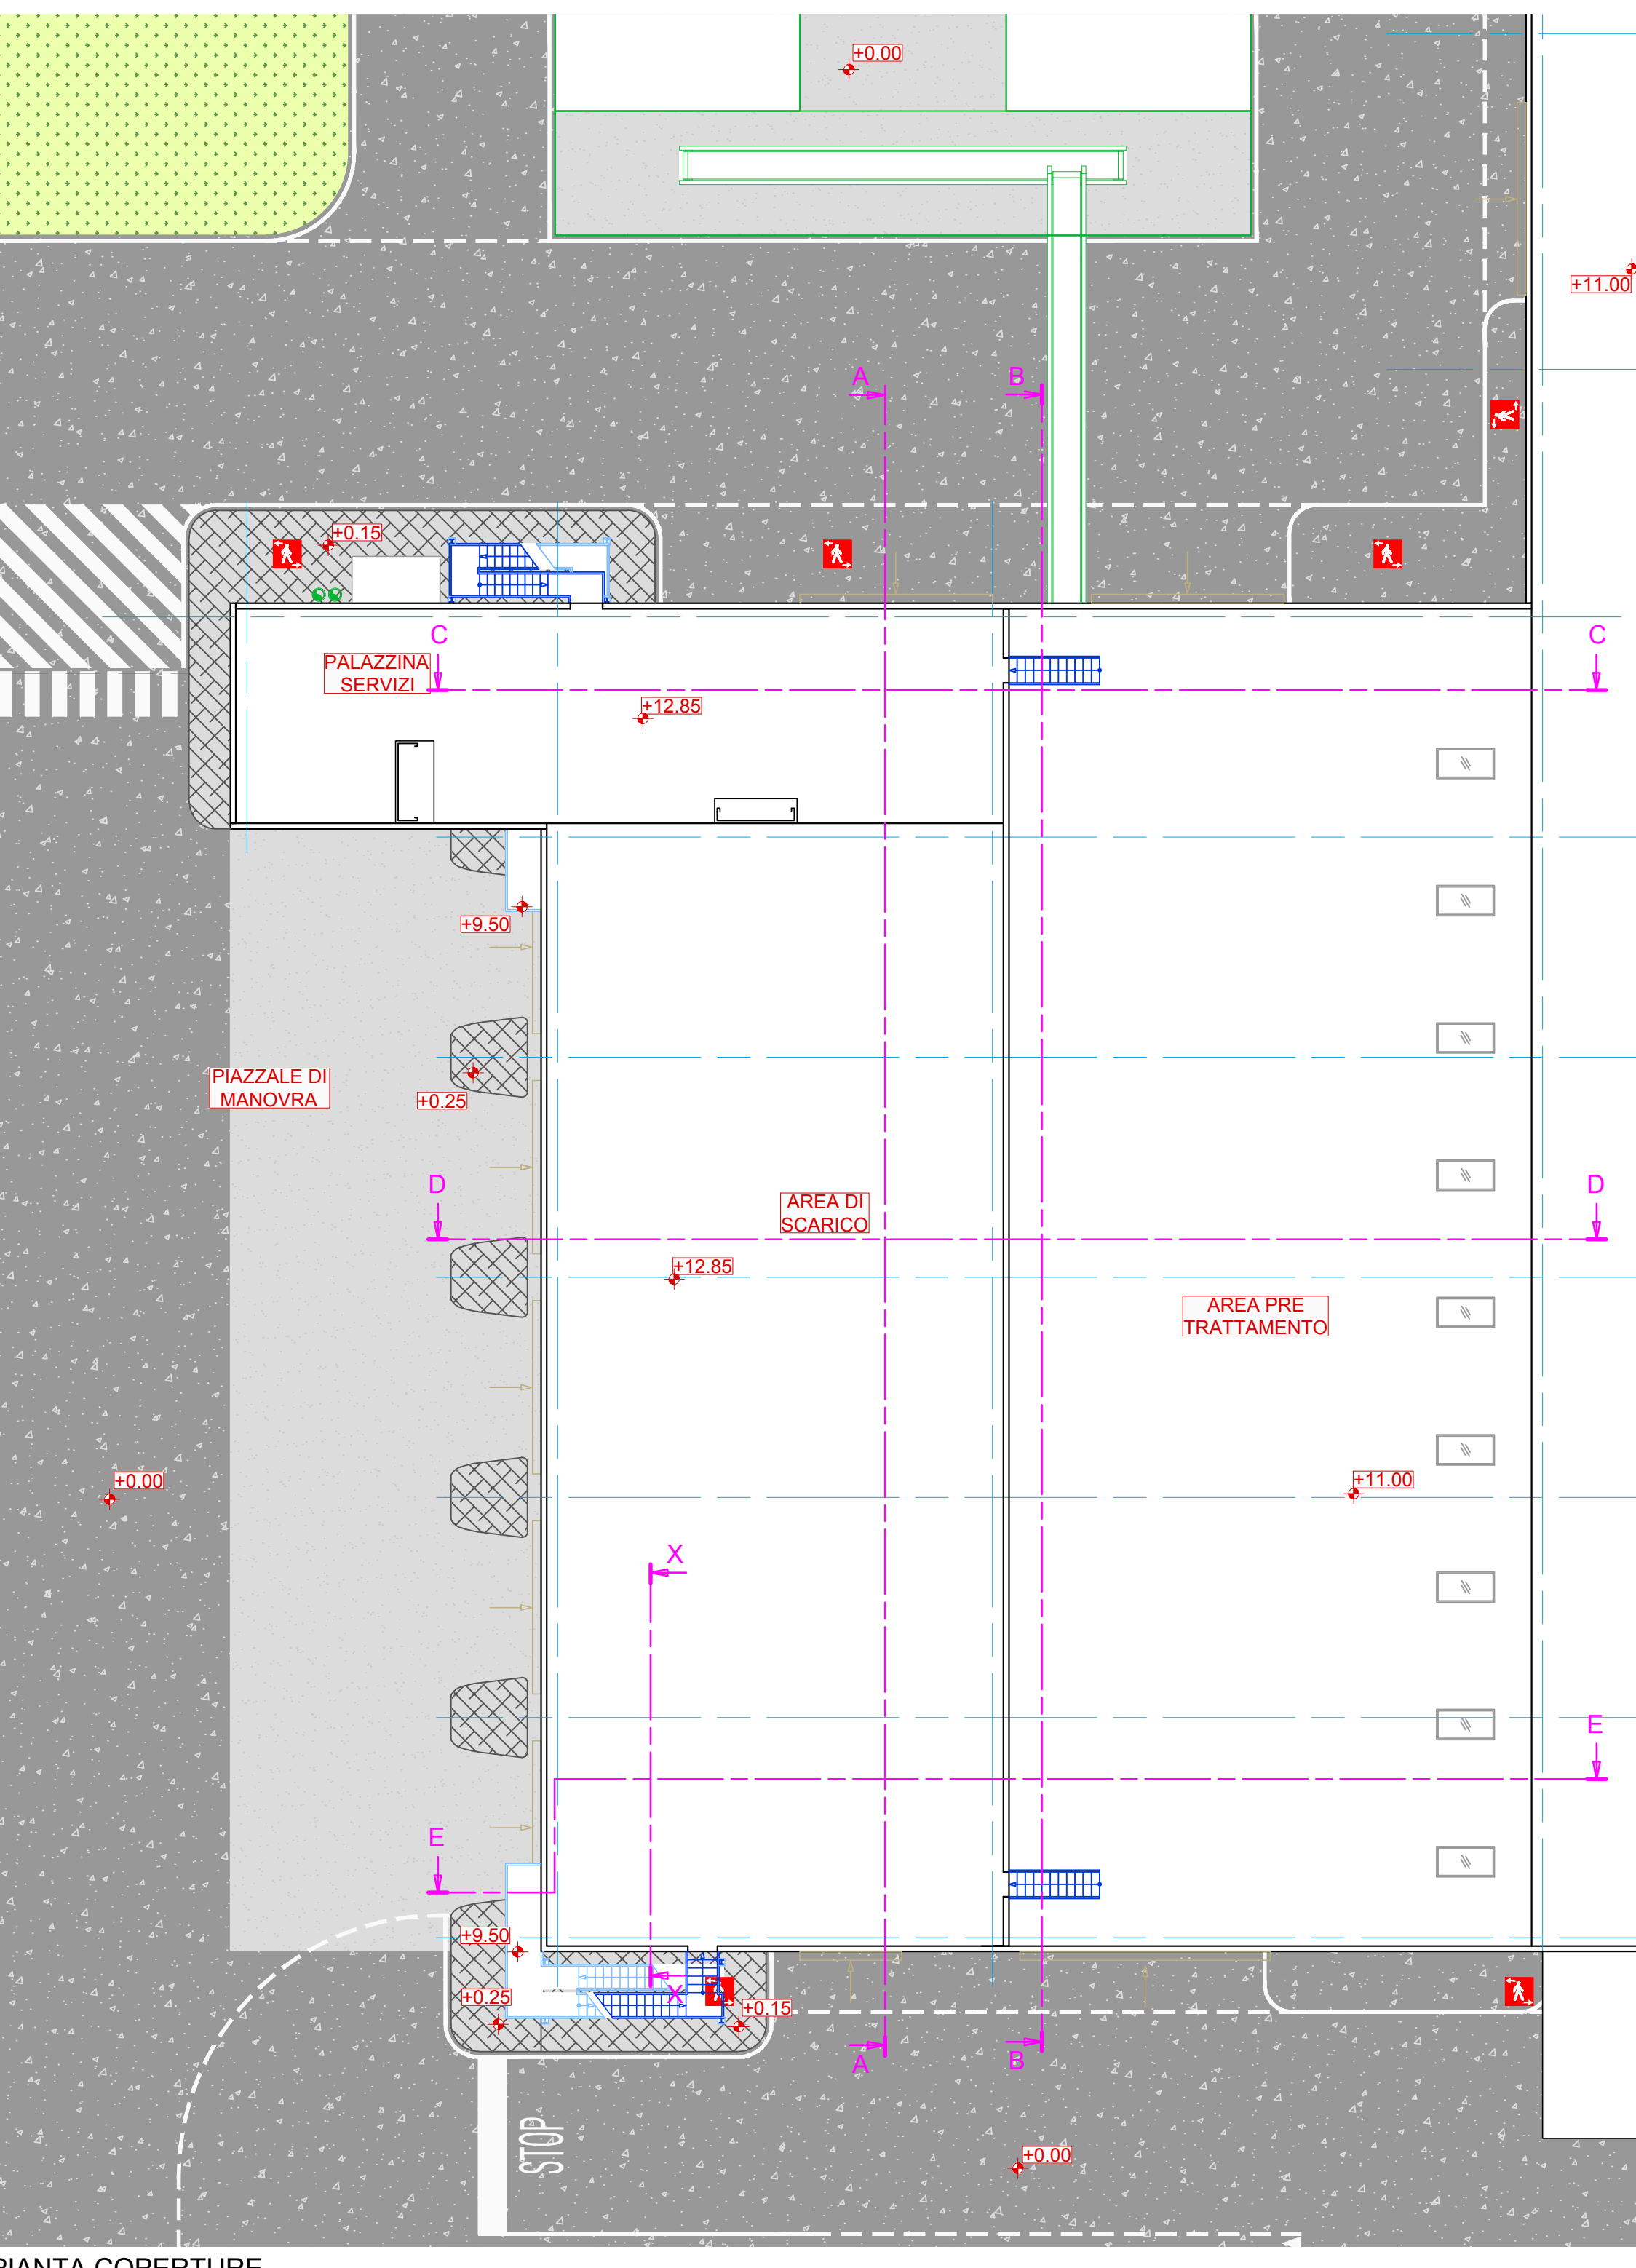 +0.00
+11.00
A
B
+0.15
C
C
PALAZZINA
SERVIZI
+12.85
+9.50
PIAZZALE DI
MANOVRA
+0.25
D
D
AREA DI
SCARICO
+12.85
AREA PRE
TRATTAMENTO
+0.00
+11.00
X
E
E
+9.50
+0.25
X
+0.15
A
B
STOP
+0.00
PIANTA COPERTURE